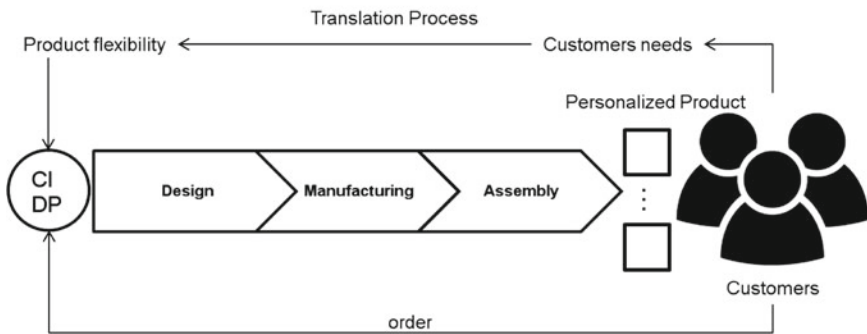 Translation Process
Product flexibility
Customers needs
Personalized Product
CI
DP
Design
Manufacturing
Assembly
Customers
order